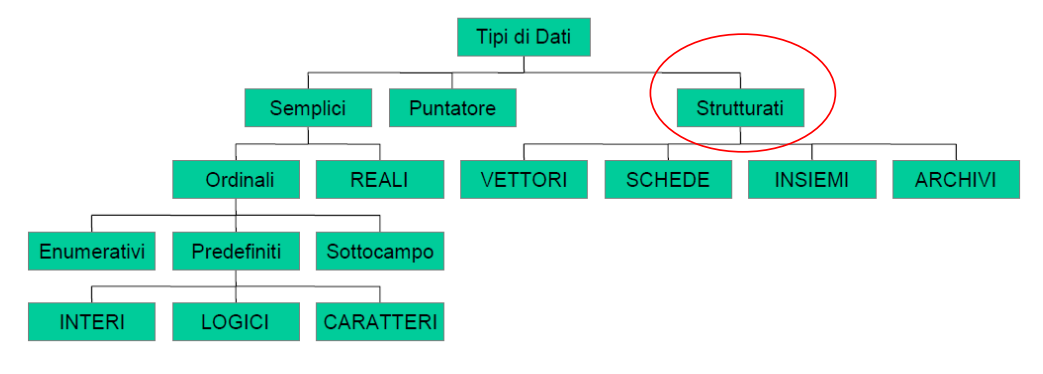 Tipi di Dati
Semplici
Puntatore
Strutturati
Ordinali
REALI
VETTORI
SCHEDE
INSIEMI
ARCHIVI
Enumerativi
Predefiniti
Sottocampo
INTERI
LOGICI
CARATTERI